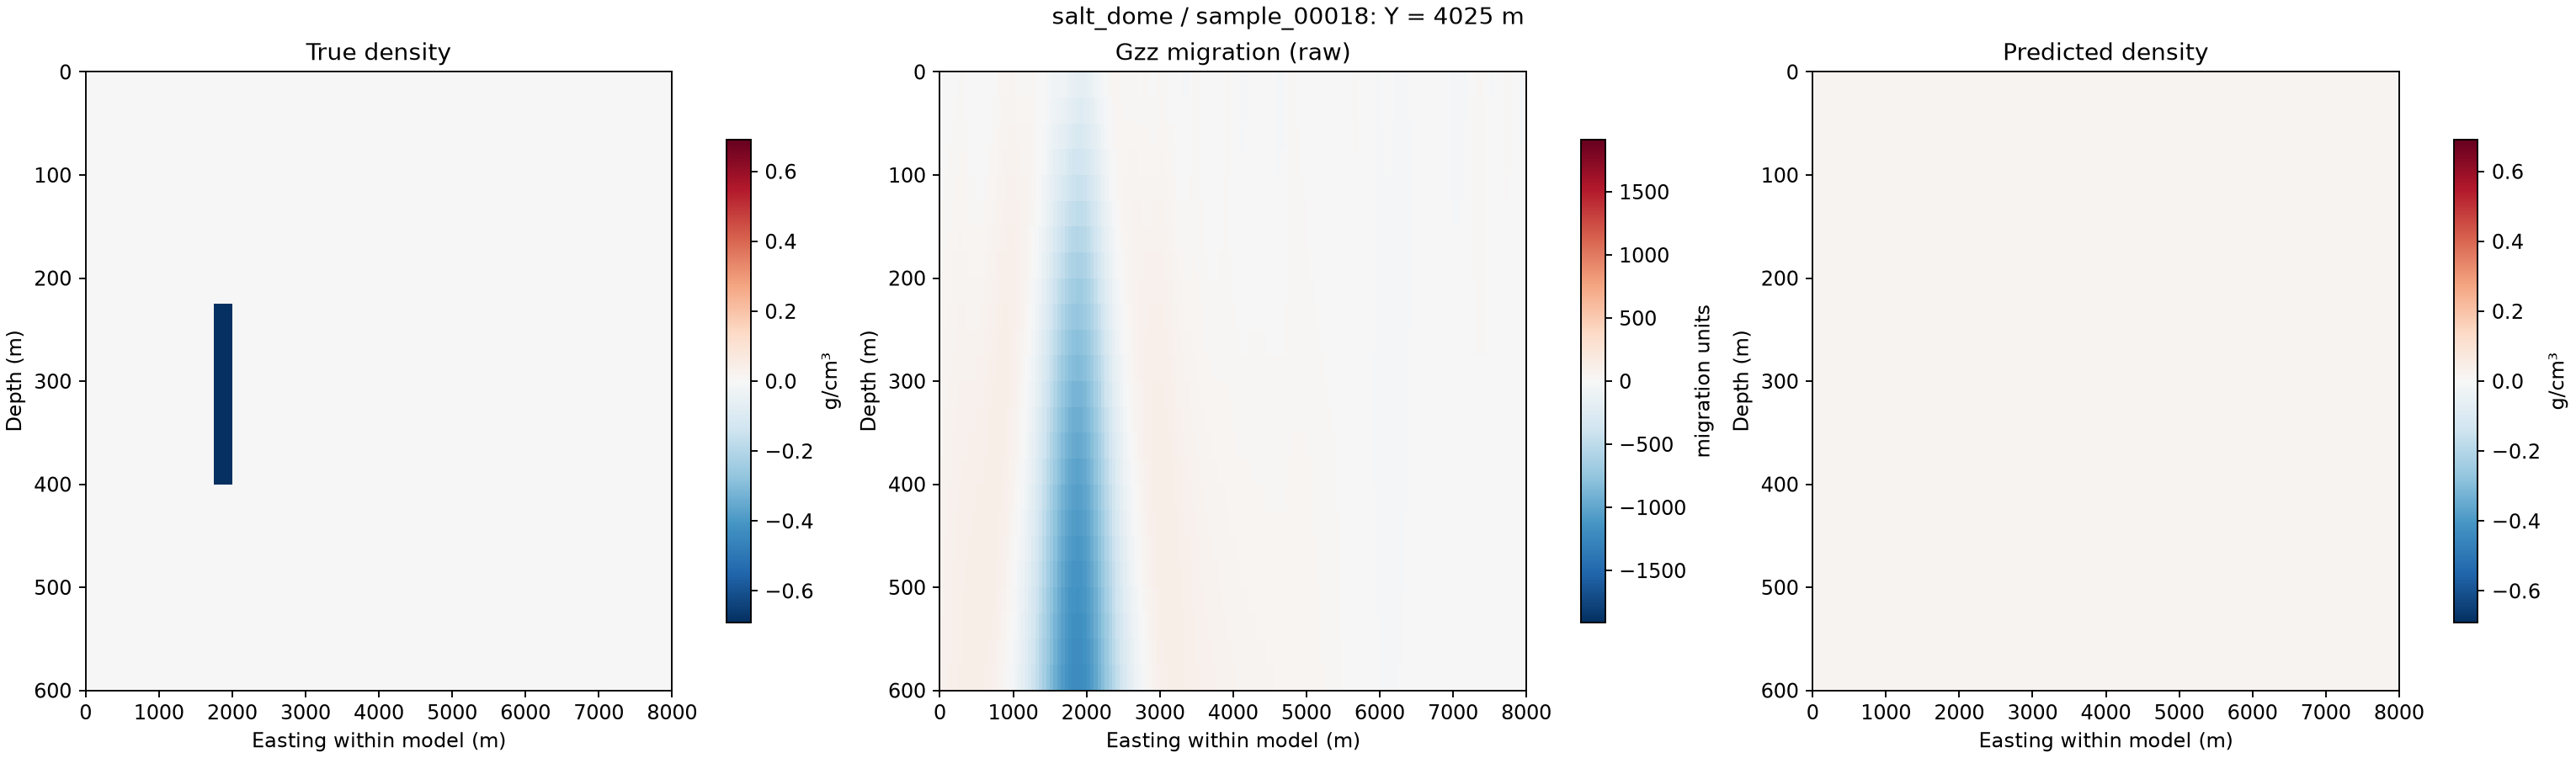 salt_dome / sample_00018: Y = 4025 m
True density
0
100
200
300
400
500
600
Depth (m)
0 1000 2000 3000 4000 5000 6000 7000 8000
Easting within model (m)
0.6
0.4
0.2
0.0
−0.2
−0.4
−0.6
g/cm³
Gzz migration (raw)
0
100
200
300
400
500
600
Depth (m)
0 1000 2000 3000 4000 5000 6000 7000 8000
Easting within model (m)
1500
1000
500
0
−500
−1000
−1500
migration units
Predicted density
0
100
200
300
400
500
600
Depth (m)
0 1000 2000 3000 4000 5000 6000 7000 8000
Easting within model (m)
0.6
0.4
0.2
0.0
−0.2
−0.4
−0.6
g/cm³